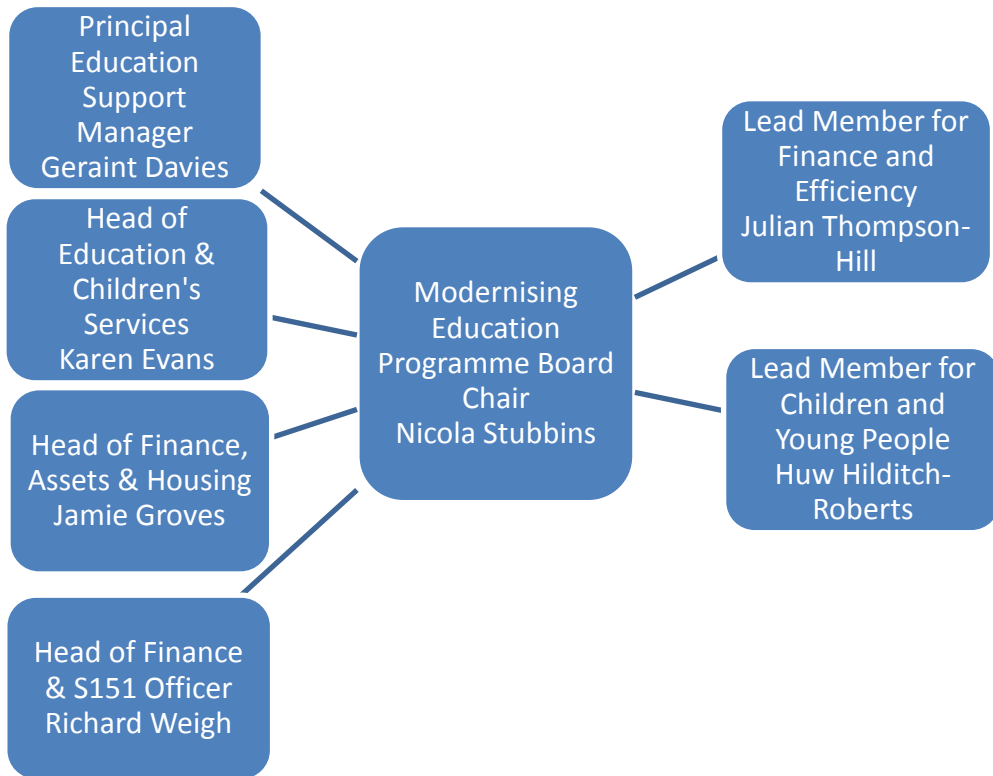 Principal
Education
Support
Manager
Geraint Davies
Head of
Education &
Children's
Services
Karen Evans
Head of Finance,
Assets & Housing
Jamie Groves
Head of Finance
& S151 Officer
Richard Weigh
Modernising
Education
Programme Board
Chair
Nicola Stubbins
Lead Member for
Finance and
Efficiency
Julian Thompson-
Hill
Lead Member for
Children and
Young People
Huw Hilditch-
Roberts